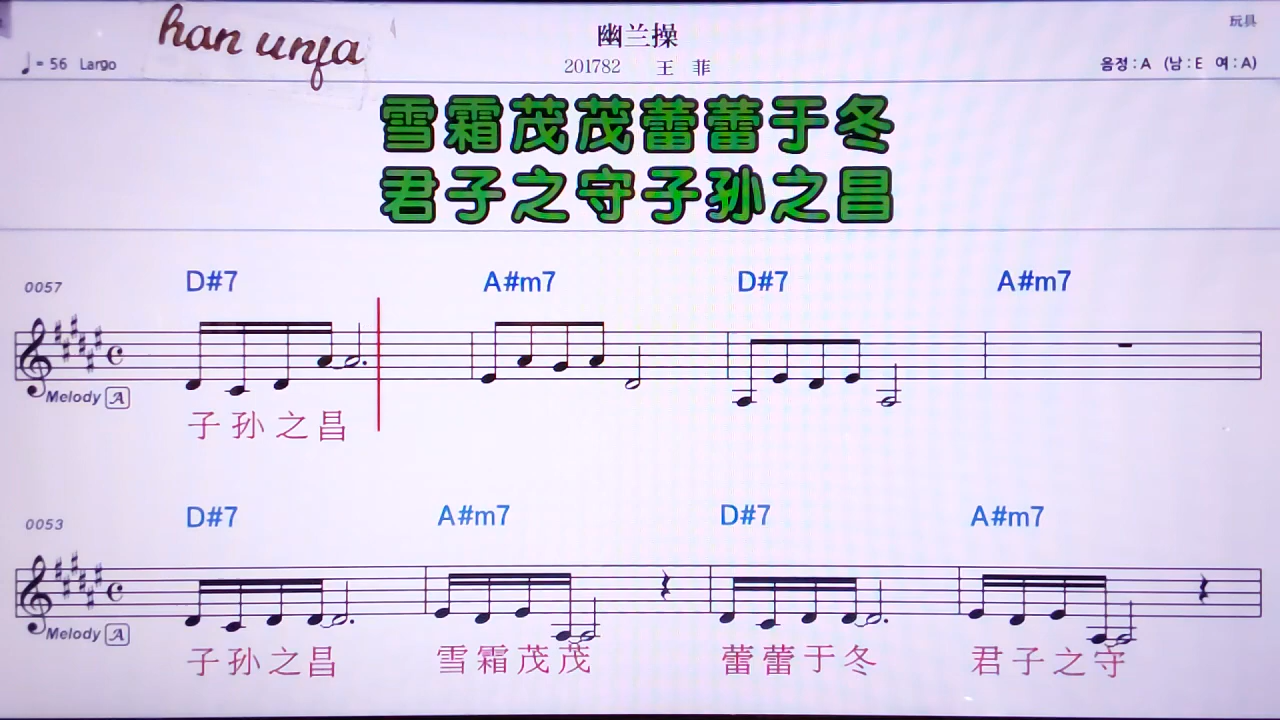 han unfa
幽兰操
玩具
♩= 56 Largo
201782 王 菲
음정 : A (남 : E 여 : A)
雪霜茂茂蕾蕾于冬
君子之守子孙之昌
0057
D#7 A#m7 D#7 A#m7
Melody A
子 孙 之 昌
0053
D#7 A#m7 D#7 A#m7
Melody A
子 孙 之 昌 雪 霜 茂 茂 蕾 蕾 于 冬 君 子 之 守